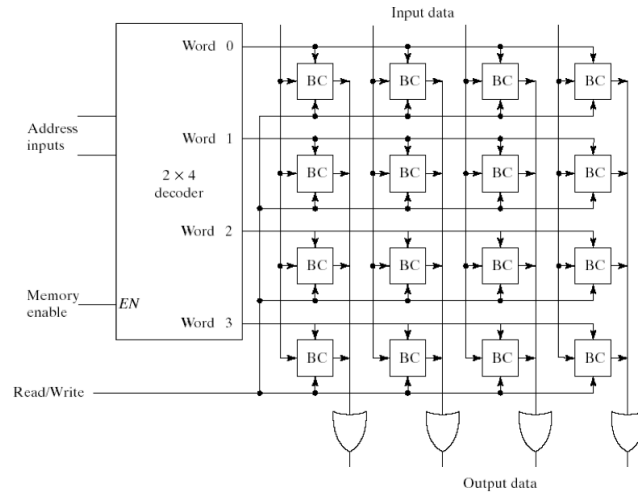 Input data
Word 0
BC BC BC BC
Address
inputs
Word 1
2 × 4
decoder
BC BC BC BC
Word 2
BC BC BC BC
Memory
enable
EN
Word 3
BC BC BC BC
Read/Write
Output data